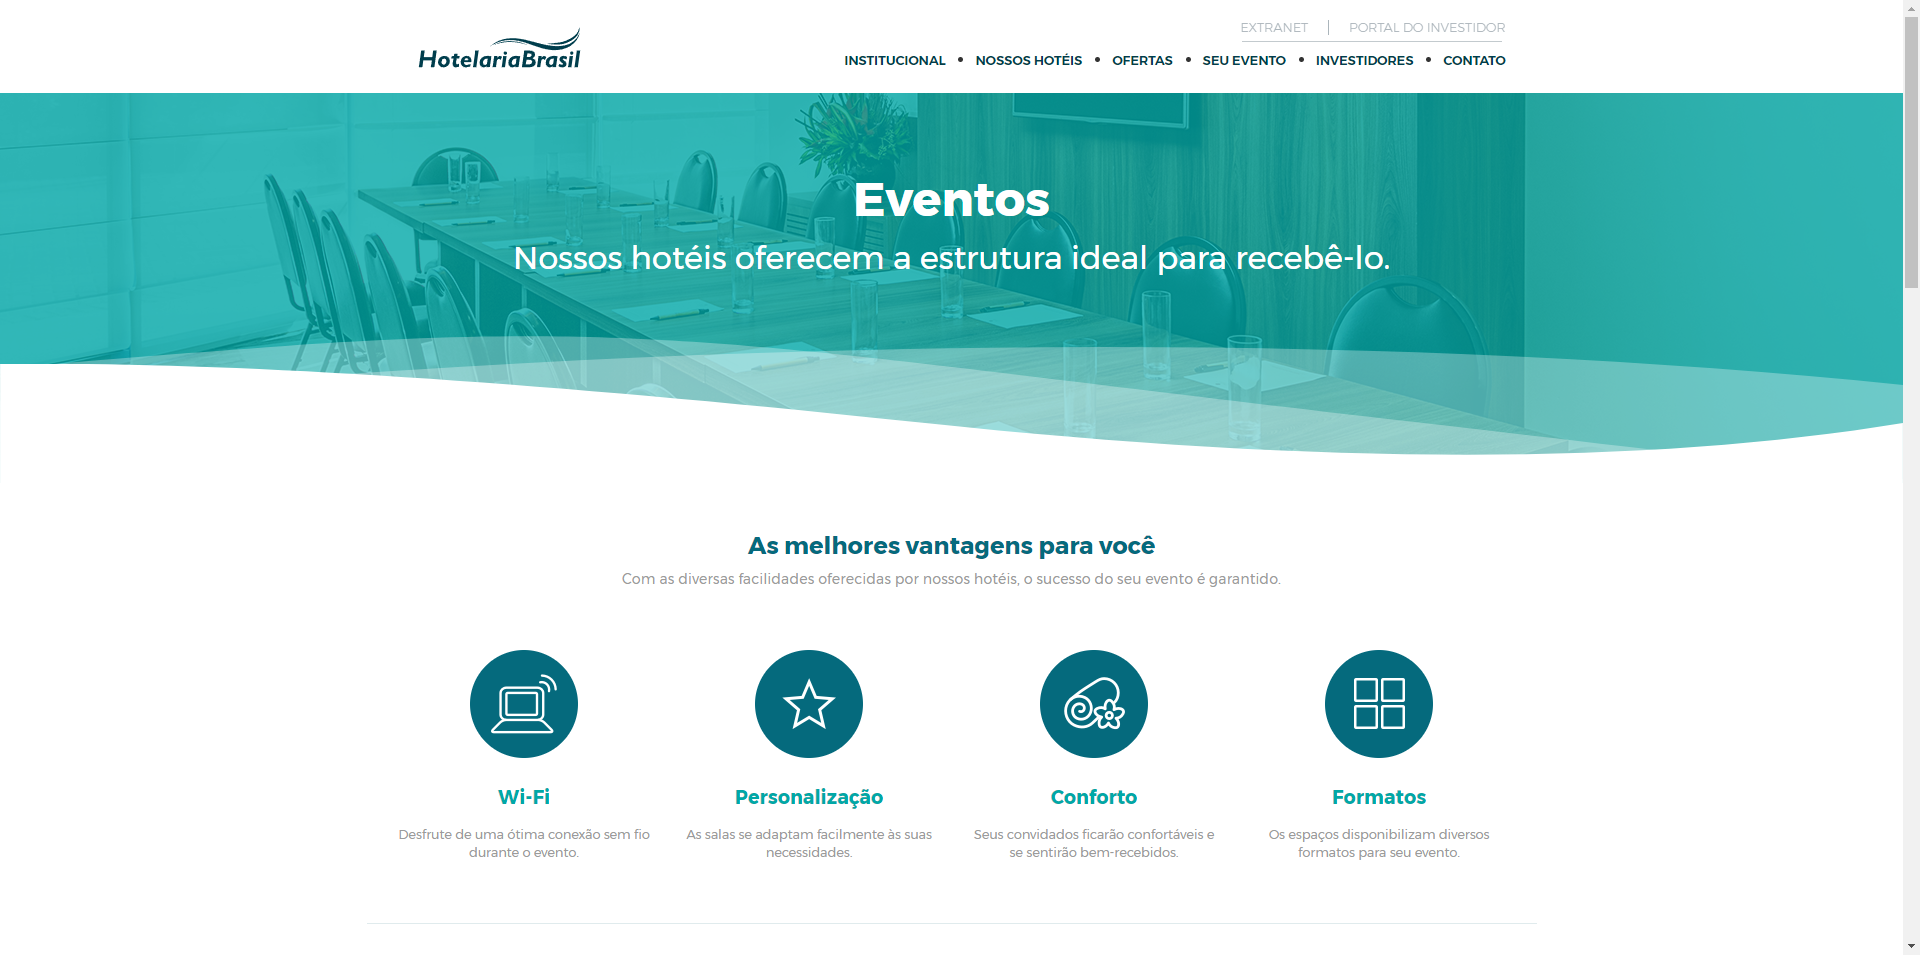 EXTRANET
PORTAL DO INVESTIDOR
HotelariaBrasil
INSTITUCIONAL • NOSSOS HOTÉIS • OFERTAS • SEU EVENTO • INVESTIDORES • CONTATO
Eventos
Nossos hotéis oferecem a estrutura ideal para recebê-lo.
As melhores vantagens para você
Com as diversas facilidades oferecidas por nossos hotéis, o sucesso do seu evento é garantido.
Wi-Fi
Desfrute de uma ótima conexão sem fio
durante o evento.
Personalização
As salas se adaptam facilmente às suas
necessidades.
Conforto
Seus convidados ficarão confortáveis e
se sentirão bem-recebidos.
Formatos
Os espaços disponibilizam diversos
formatos para seu evento.